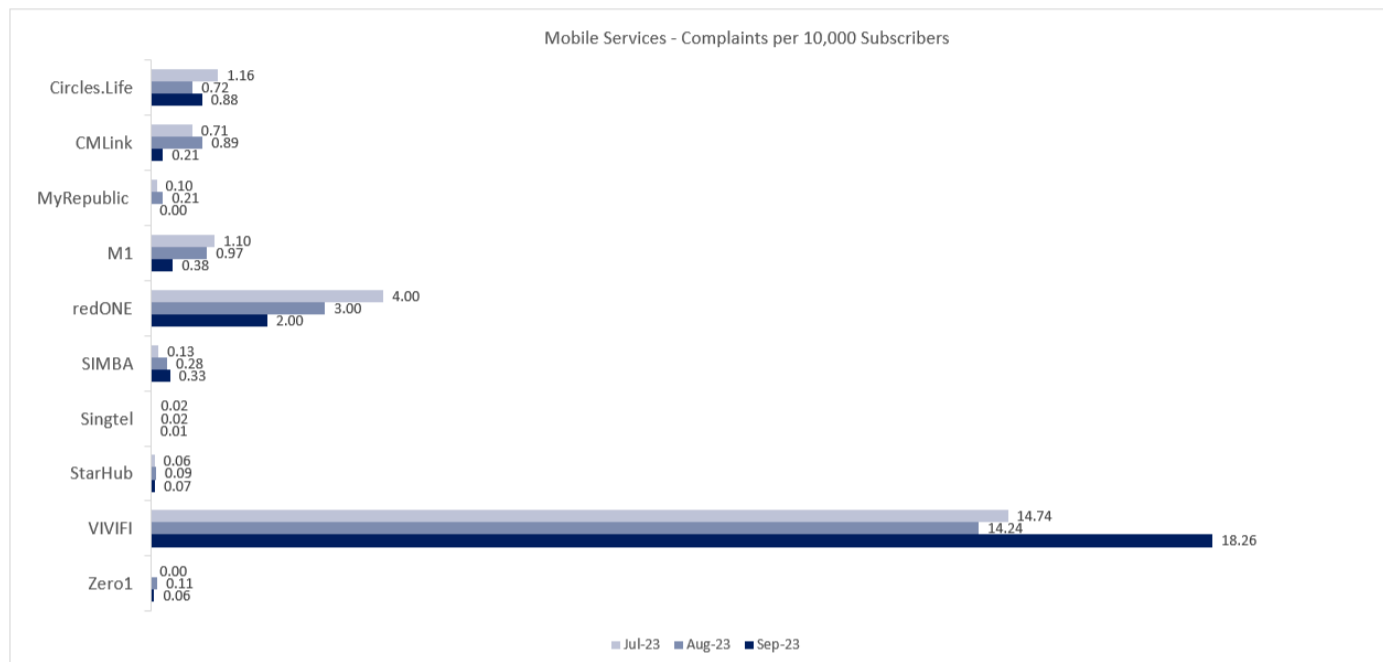 Mobile Services - Complaints per 10,000 Subscribers
Circles.Life
1.16
0.72
0.88
CMLink
0.71
0.89
0.21
MyRepublic
0.10
0.21
0.00
M1
1.10
0.97
0.38
redONE
4.00
3.00
2.00
SIMBA
0.13
0.28
0.33
Singtel
0.02
0.02
0.01
StarHub
0.06
0.09
0.07
VIVIFI
14.74
14.24
18.26
Zero1
0.00
0.11
0.06
Jul-23 Aug-23 Sep-23